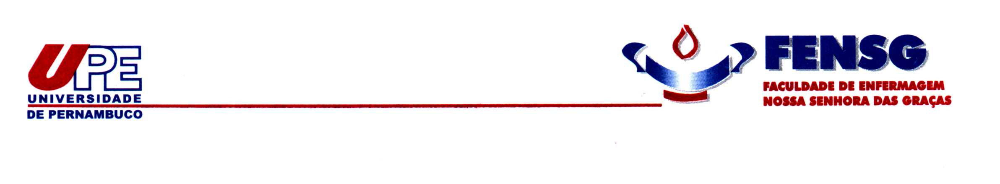 UPE
UNIVERSIDADE
DE PERNAMBUCO
FENSG
FACULDADE DE ENFERMAGEM
NOSSA SENHORA DAS GRAÇAS